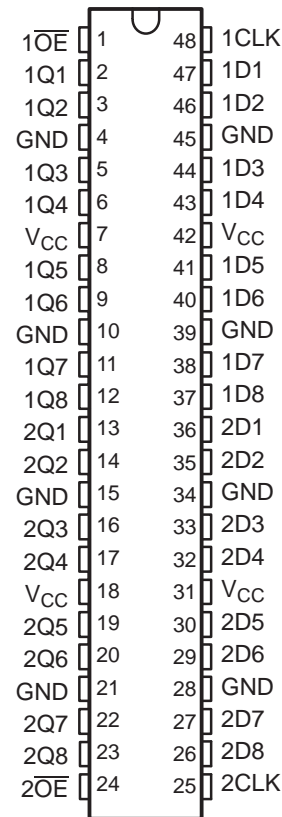 1O̅E̅ 1 48 1CLK
1Q1 2 47 1D1
1Q2 3 46 1D2
GND 4 45 GND
1Q3 5 44 1D3
1Q4 6 43 1D4
VCC 7 42 VCC
1Q5 8 41 1D5
1Q6 9 40 1D6
GND 10 39 GND
1Q7 11 38 1D7
1Q8 12 37 1D8
2Q1 13 36 2D1
2Q2 14 35 2D2
GND 15 34 GND
2Q3 16 33 2D3
2Q4 17 32 2D4
VCC 18 31 VCC
2Q5 19 30 2D5
2Q6 20 29 2D6
GND 21 28 GND
2Q7 22 27 2D7
2Q8 23 26 2D8
2O̅E̅ 24 25 2CLK